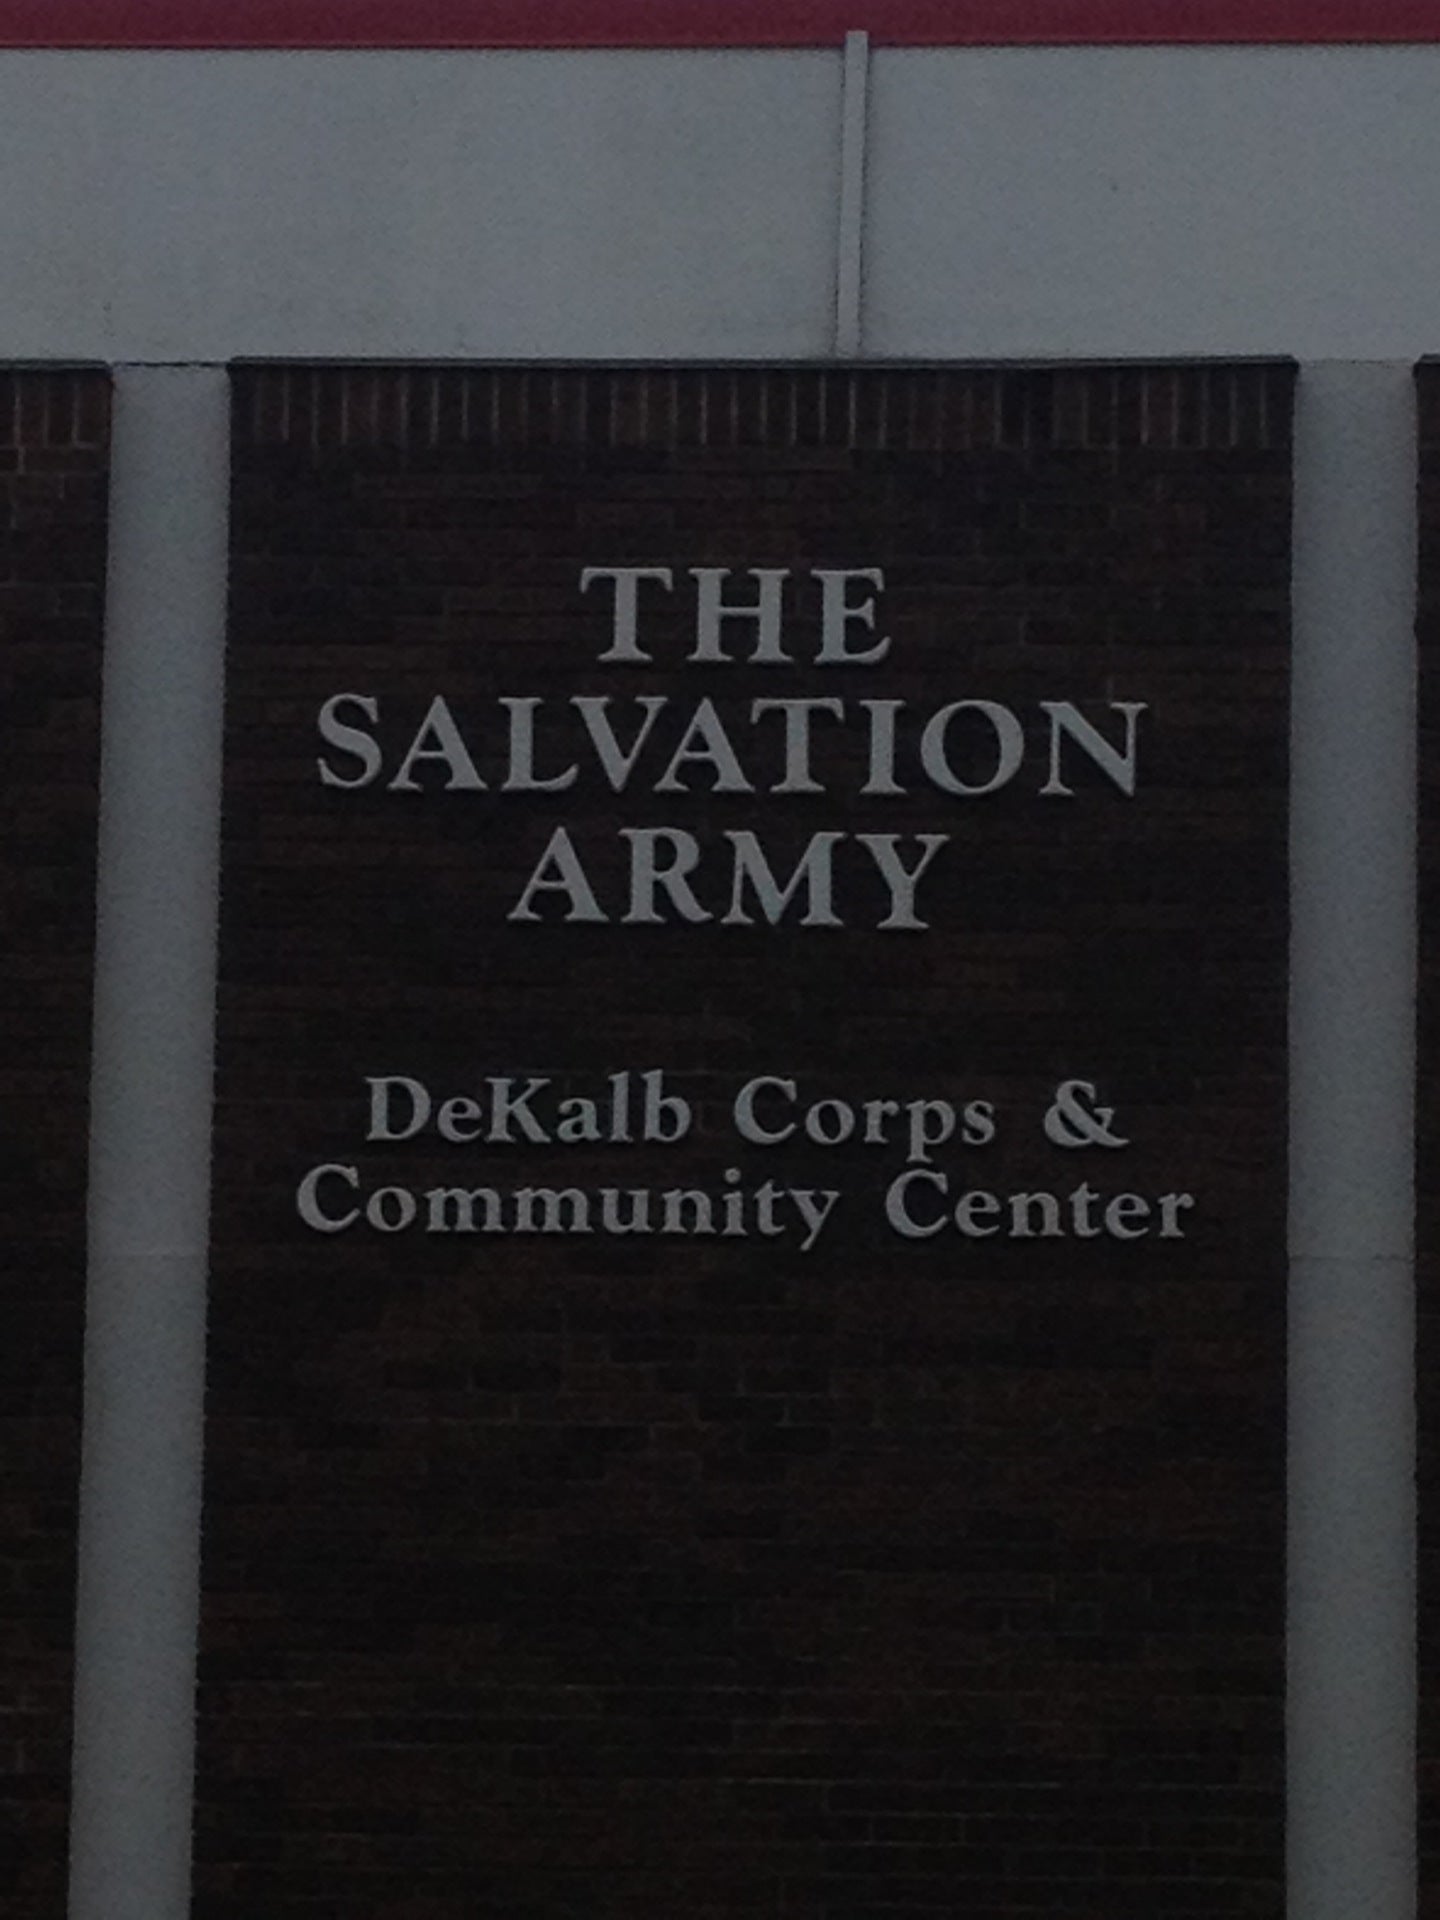 THE
SALVATION
ARMY
DeKalb Corps &
Community Center